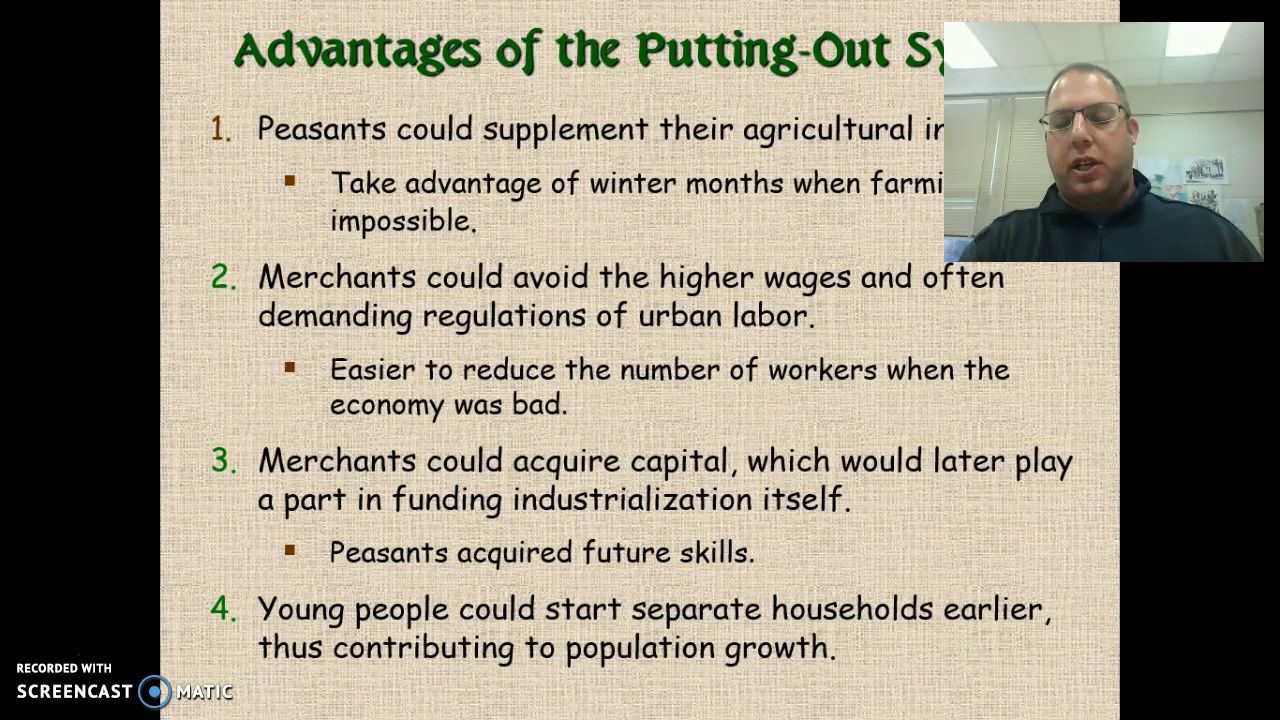 Advantages of the Putting-Out
1. Peasants could supplement their agricultural
Take advantage of winter months when
impossible.
2. Merchants could avoid the higher wages and often
demanding regulations of urban labor.
Easier to reduce the number of workers when the
economy was bad.
3. Merchants could acquire capital, which would later play
a part in funding industrialization itself.
Peasants acquired future skills.
4. Young people could start separate households earlier,
thus contributing to population growth.
RECORDED WITH
SCREENCAST MATIC